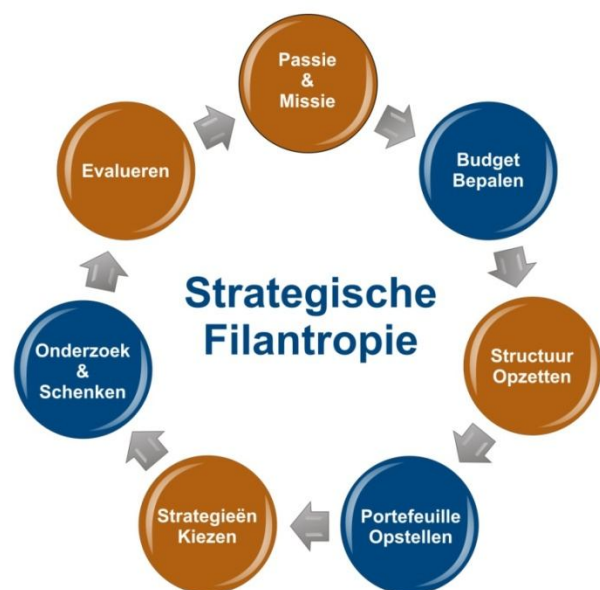 Passie
&
Missie
Budget
Bepalen
Structuur
Opzetten
Portefeuille
Opstellen
Strategieën
Kiezen
Onderzoek
&
Schenken
Evalueren
Strategische
Filantropie